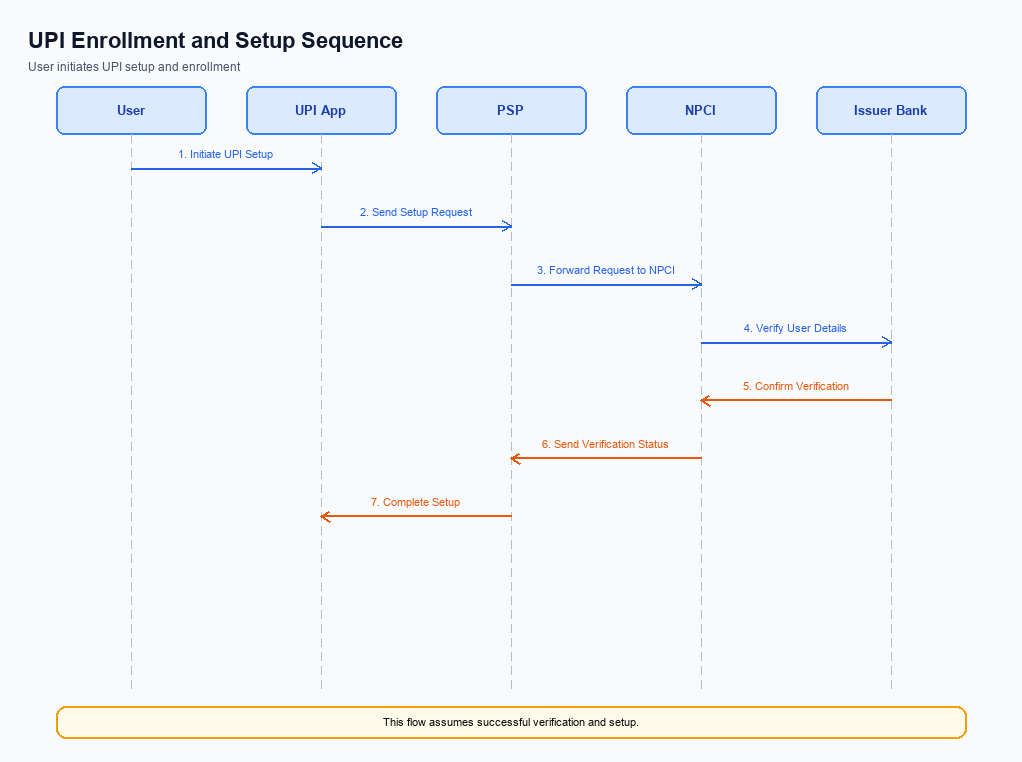 UPI Enrollment and Setup Sequence
User initiates UPI setup and enrollment
User
UPI App
PSP
NPCI
Issuer Bank
1. Initiate UPI Setup
2. Send Setup Request
3. Forward Request to NPCI
4. Verify User Details
5. Confirm Verification
6. Send Verification Status
7. Complete Setup
This flow assumes successful verification and setup.